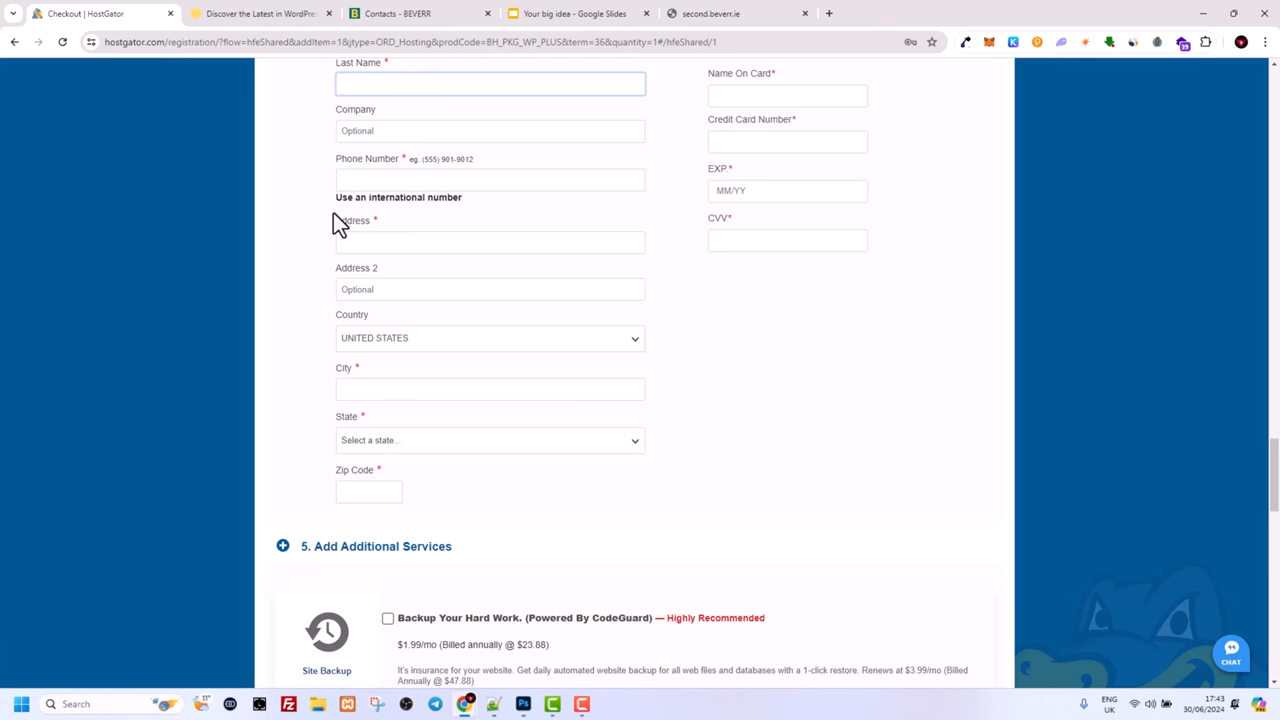 Checkout | HostGator
Discover the Latest in WordPres
Contacts - BEVERR
Your big idea - Google Slides
second.beverr.ie
hostgator.com/registration/?flow=hfeShared&addItem=1&jtype=ORD_Hosting&prodCode=BH_PKG_WP_PLUS&term=36&quantity=1#/hfeShared/1
19
Last Name *
Company
Optional
Phone Number * eg. (555) 901-9012
Use an international number
Address *
Address 2
Optional
Country
UNITED STATES
City *
State *
Select a state...
Zip Code *
Name On Card*
Credit Card Number*
EXP.*
MM/YY
CVV*
5. Add Additional Services
Site Backup
Backup Your Hard Work. (Powered By CodeGuard) — Highly Recommended
$1.99/mo (Billed annually @ $23.88)
It's insurance for your website. Get daily automated website backup for all web files and databases with a 1-click restore. Renews at $3.99/mo (Billed
Annually @ $47.88)
CHAT
Search
11°
ENG
UK
17:43
30/06/2024